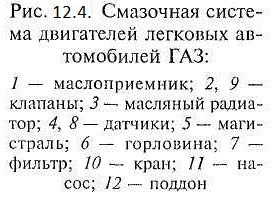 Рис. 12.4. Смазочная систе-
ма двигателей легковых ав-
томобилей ГАЗ:
1 — маслоприемник; 2, 9 —
клапаны; 3 — масляный радиа-
тор; 4, 8 — датчики; 5 — маги-
страль; 6 — горловина; 7 —
фильтр; 10 — кран; 11 — на-
сос; 12 — поддон